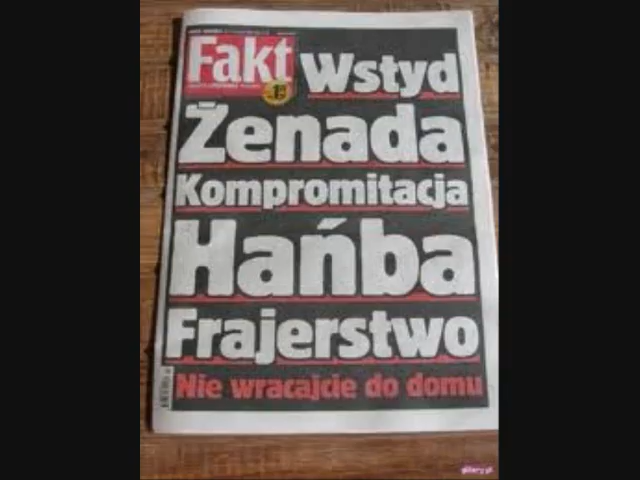 Fakt
Wstyd
Żenada
Kompromitacja
Hańba
Frajerstwo
Nie wracajcie do domu